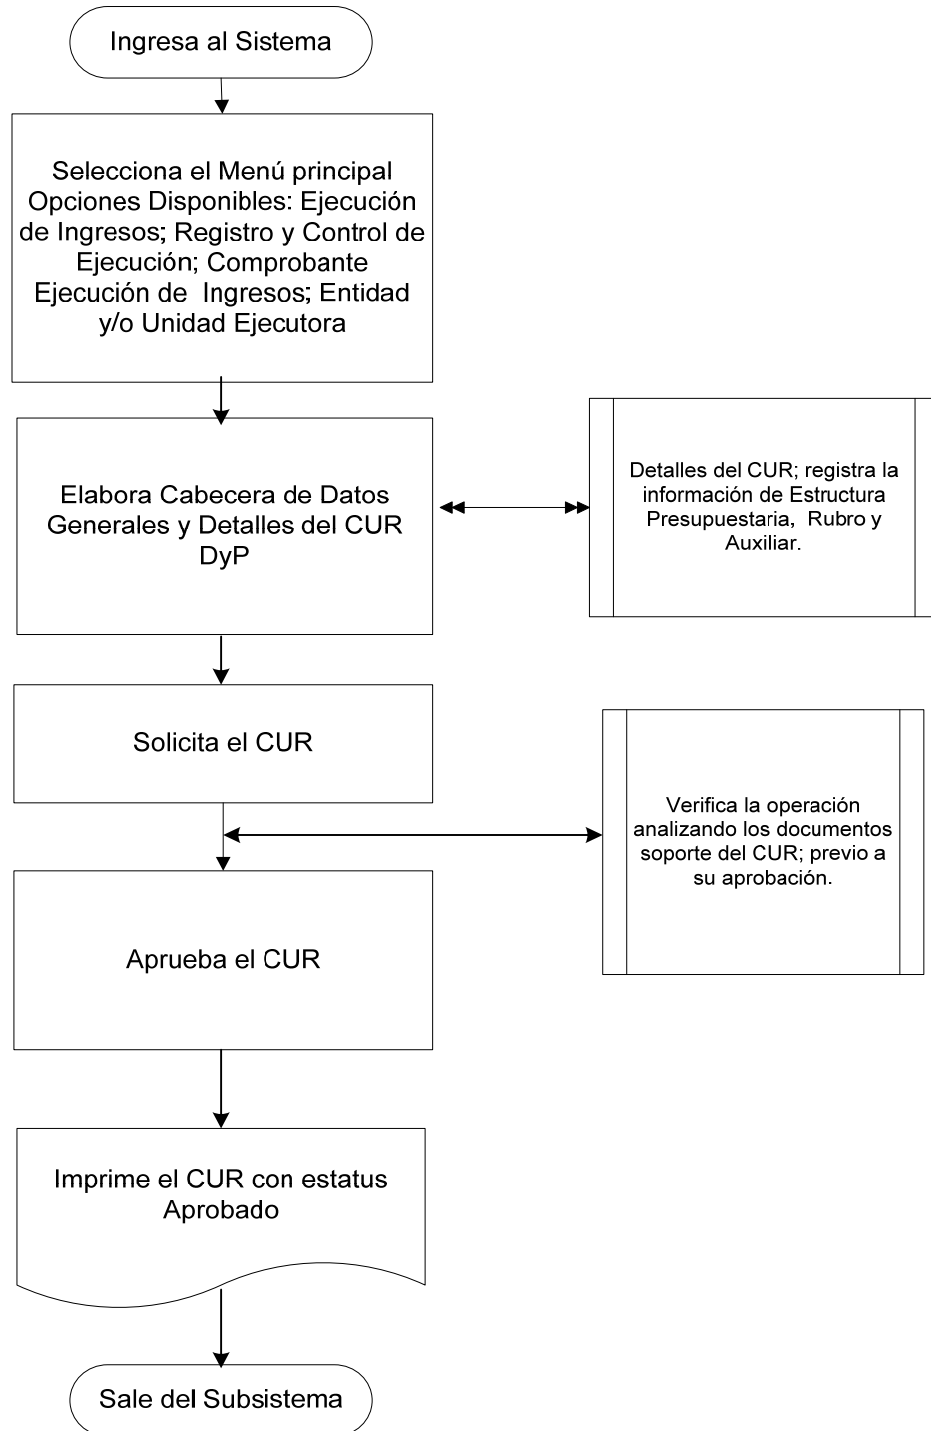 Ingresa al Sistema
Selecciona el Menú principal
Opciones Disponibles: Ejecución
de Ingresos; Registro y Control de
Ejecución; Comprobante
Ejecución de Ingresos; Entidad
y/o Unidad Ejecutora
Elabora Cabecera de Datos
Generales y Detalles del CUR
DyP
Detalles del CUR; registra la
información de Estructura
Presupuestaria, Rubro y
Auxiliar.
Solicita el CUR
Verifica la operación
analizando los documentos
soporte del CUR; previo a
su aprobación.
Aprueba el CUR
Imprime el CUR con estatus
Aprobado
Sale del Subsistema